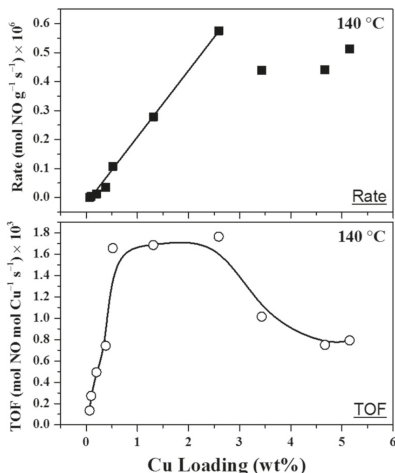 140 °C
Rate (mol NO g⁻¹ s⁻¹) × 10⁶
0.6
0.5
0.4
0.3
0.2
0.1
0.0
Rate
140 °C
TOF (mol NO mol Cu⁻¹ s⁻¹) × 10³
1.8
1.6
1.4
1.2
1.0
0.8
0.6
0.4
0.2
0.0
TOF
0 1 2 3 4 5 6
Cu Loading (wt%)